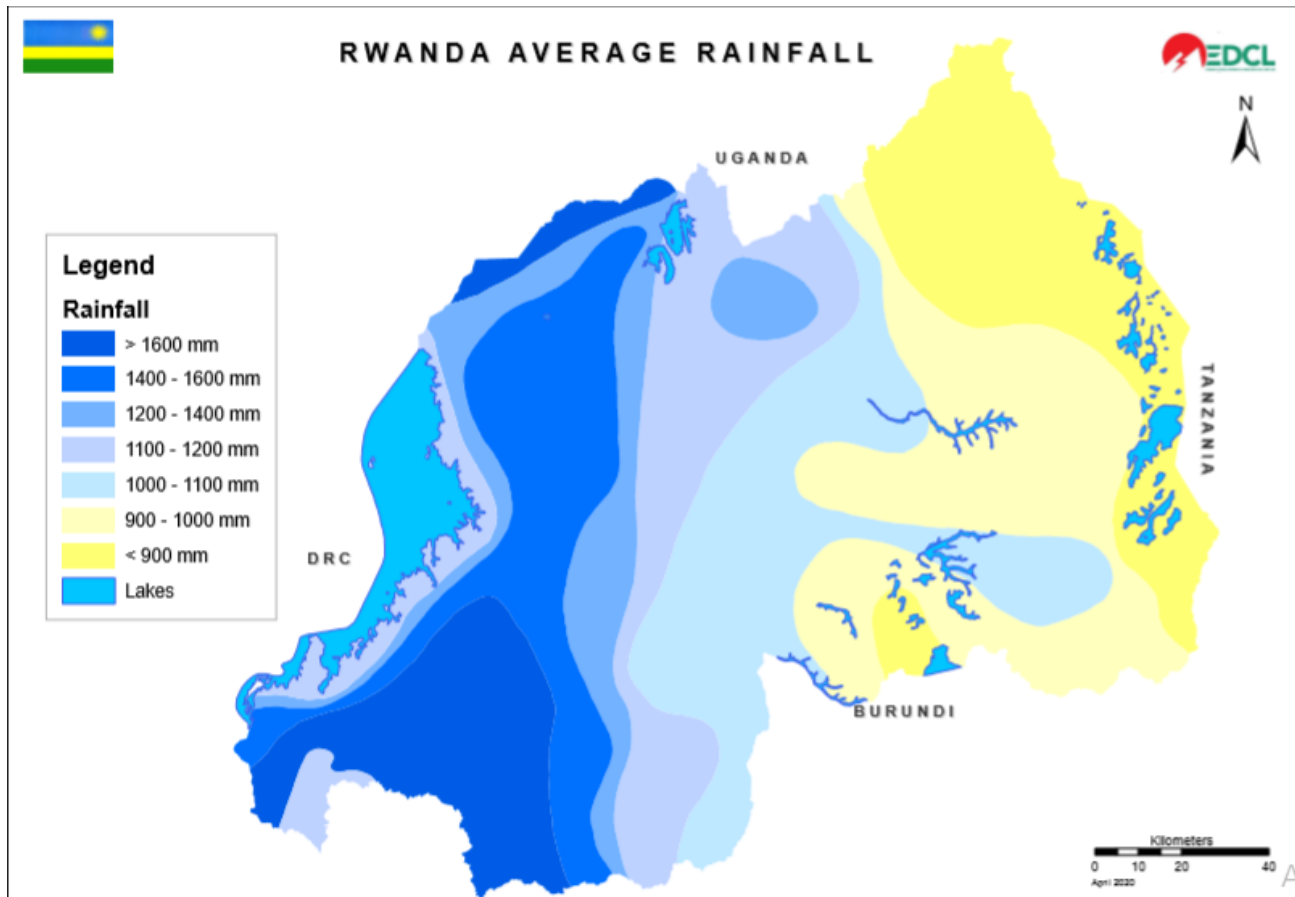 RWANDA AVERAGE RAINFALL
EDCL
N
UGANDA
Legend
Rainfall
> 1600 mm
1400 - 1600 mm
1200 - 1400 mm
1100 - 1200 mm
1000 - 1100 mm
900 - 1000 mm
< 900 mm
Lakes
TANZANIA
DRC
BURUNDI
Kilometers
0 10 20 40
April 2020
A